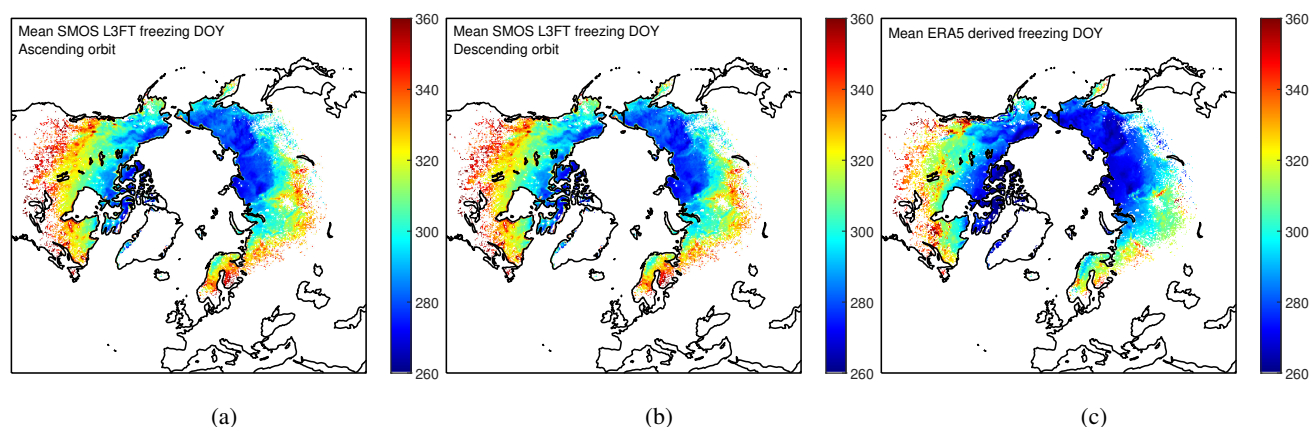 Mean SMOS L3FT freezing DOY
Ascending orbit
360
340
320
300
280
260
(a)
Mean SMOS L3FT freezing DOY
Descending orbit
360
340
320
300
280
260
(b)
Mean ERA5 derived freezing DOY
360
340
320
300
280
260
(c)